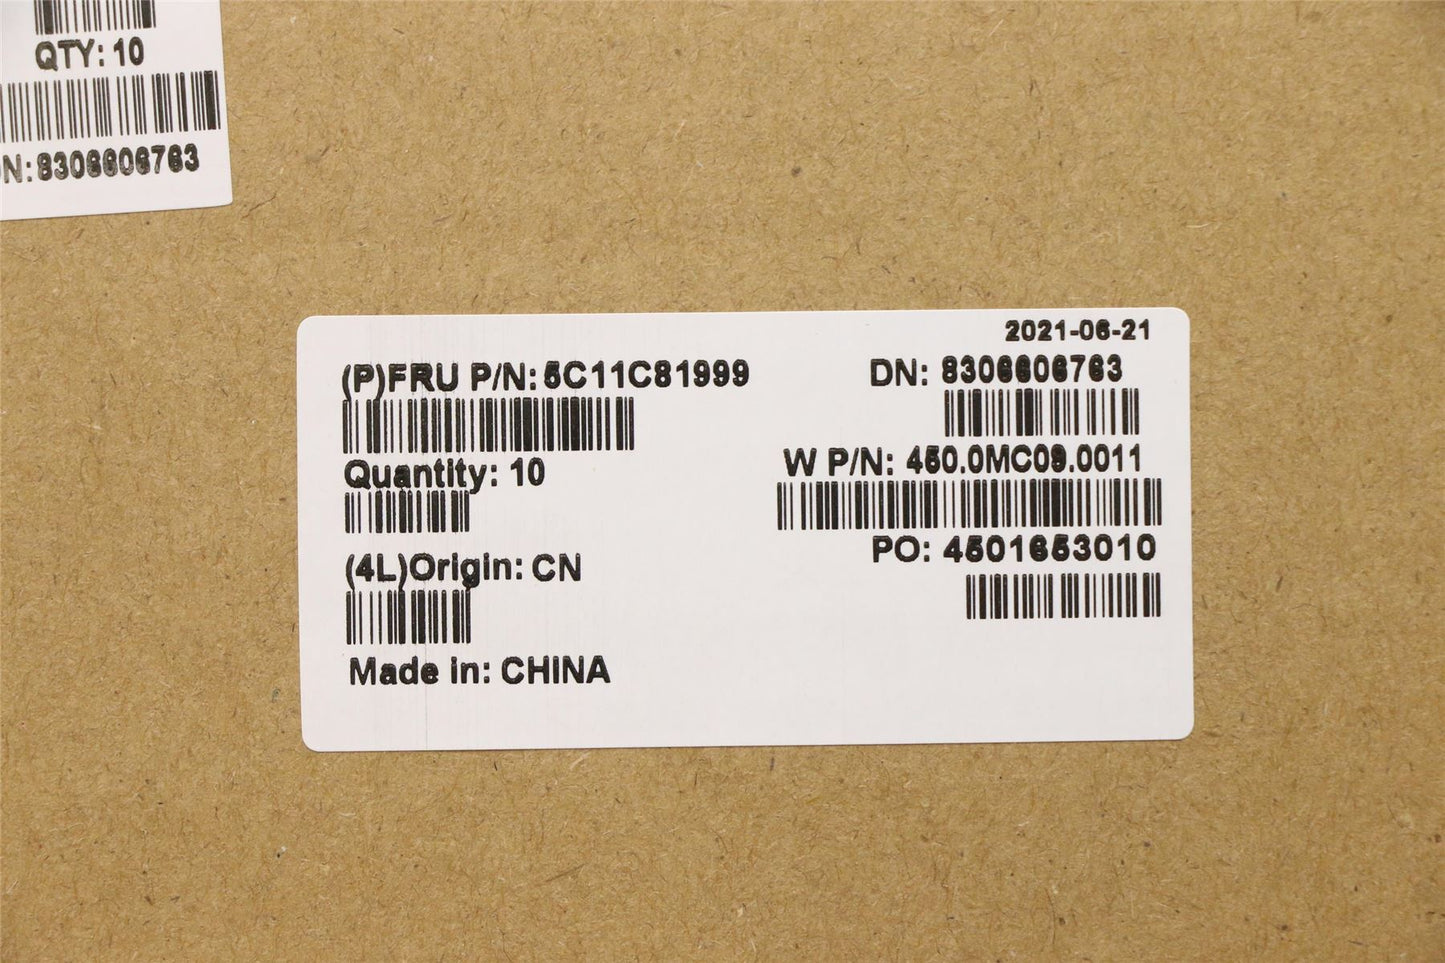 QTY: 10
N: 8306606763
2021-06-21
(P)FRU P/N: 5C11C81999
DN: 8306606763
W P/N: 450.0MC09.0011
Quantity: 10
PO: 4501653010
(4L)Origin: CN
Made in: CHINA